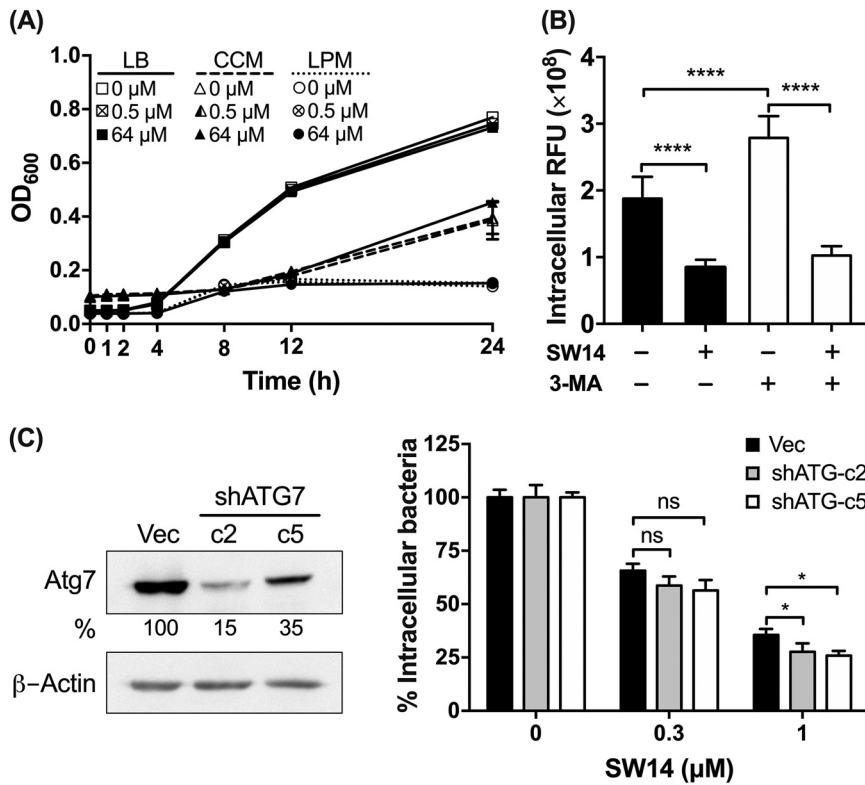 (A)
LB CCM LPM
0 μM 0 μM 0 μM
0.5 μM 0.5 μM 0.5 μM
64 μM 64 μM 64 μM
OD600
1.0
0.8
0.6
0.4
0.2
0.0
0 1 2 4 8 12 24
Time (h)
(B)
Intracellular RFU (×10⁸)
4
3
2
1
0
**** **** ****
SW14 – + – +
3-MA – – + +
(C)
shATG7
Vec c2 c5
Atg7
% 100 15 35
β–Actin
% Intracellular bacteria
125
100
75
50
25
0
Vec
shATG-c2
shATG-c5
ns
ns
*
*
0 0.3 1
SW14 (μM)